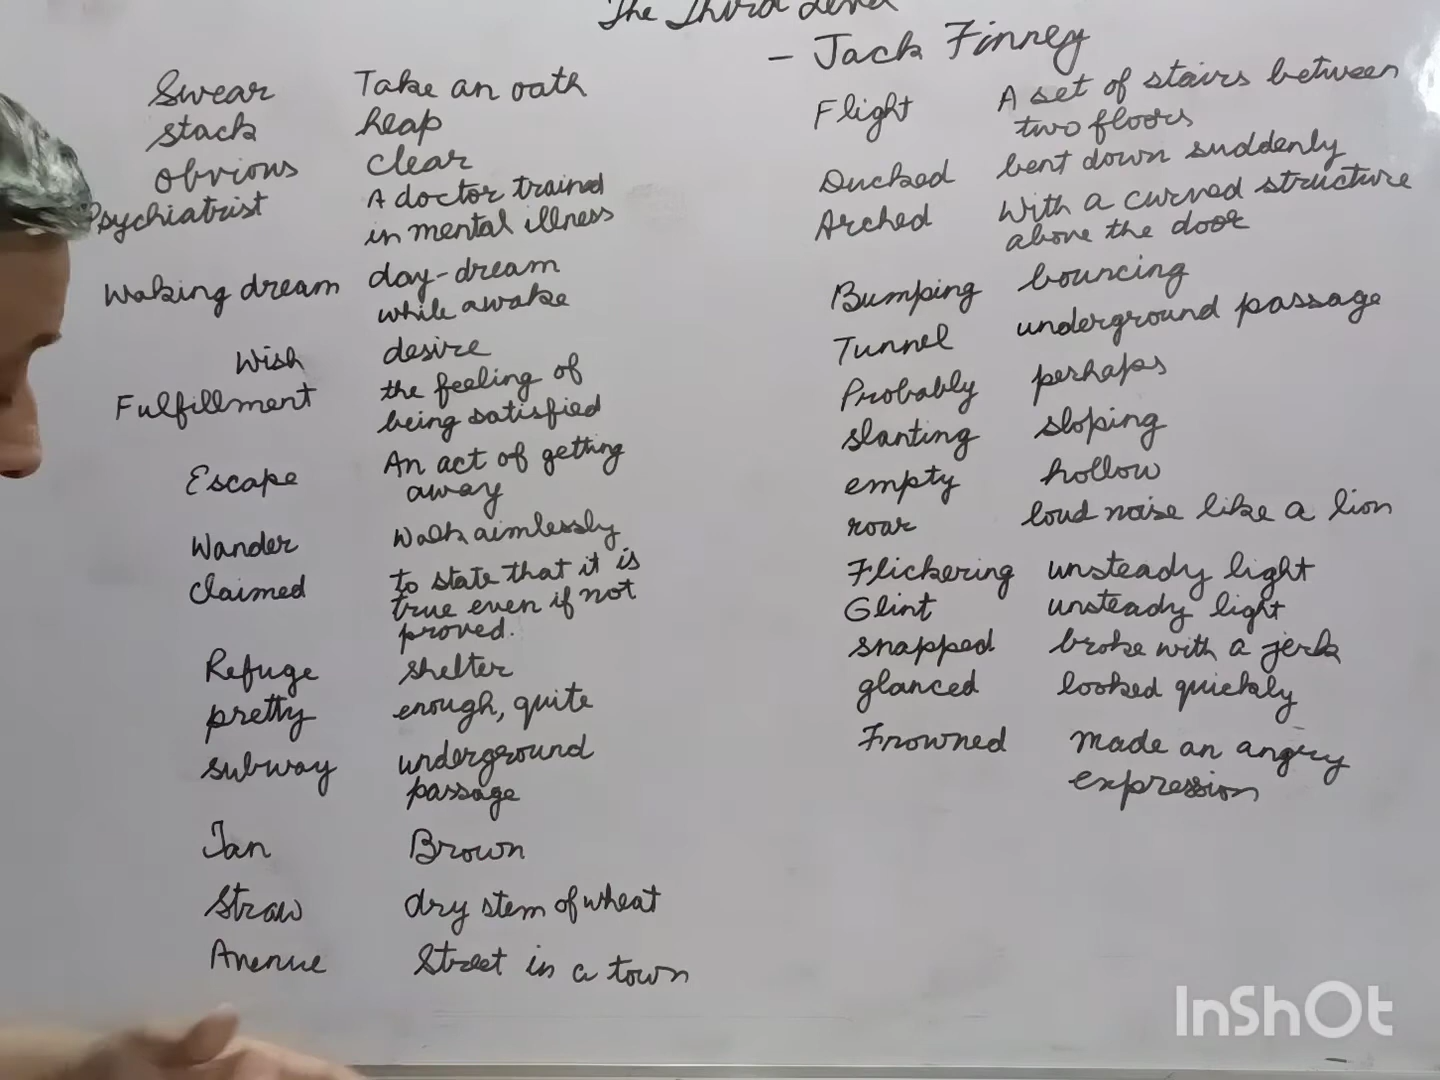 The Third Level
- Jack Finney
Swear Take an oath
stack heap
obvious clear
Psychiatrist A doctor trained
in mental illness
Waking dream day-dream
while awake
Wish desire
Fulfillment the feeling of
being satisfied
Escape An act of getting
away
Wander Walk aimlessly
Claimed to state that it is
true even if not
proved.
Refuge shelter
pretty enough, quite
subway underground
passage
Tan Brown
Straw dry stem of wheat
Avenue Street in a town
Flight A set of stairs between
two floors
Ducked bent down suddenly
Arched With a curved structure
above the door
Bumping bouncing
Tunnel underground passage
Probably perhaps
slanting sloping
empty hollow
roar loud noise like a lion
Flickering unsteady light
Glint unsteady light
snapped broke with a jerk
glanced looked quickly
Frowned made an angry
expression
InShOt